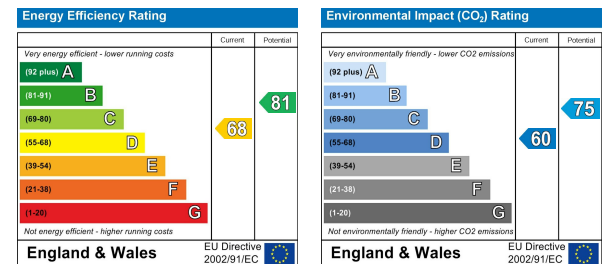 Energy Efficiency Rating
Current Potential
Very energy efficient - lower running costs
(92 plus) A
(81-91) B
(69-80) C
(55-68) D
(39-54) E
(21-38) F
(1-20) G
68
81
Not energy efficient - higher running costs
England & Wales
EU Directive
2002/91/EC
Environmental Impact (CO₂) Rating
Current Potential
Very environmentally friendly - lower CO2 emissions
(92 plus) A
(81-91) B
(69-80) C
(55-68) D
(39-54) E
(21-38) F
(1-20) G
60
75
Not environmentally friendly - higher CO2 emissions
England & Wales
EU Directive
2002/91/EC